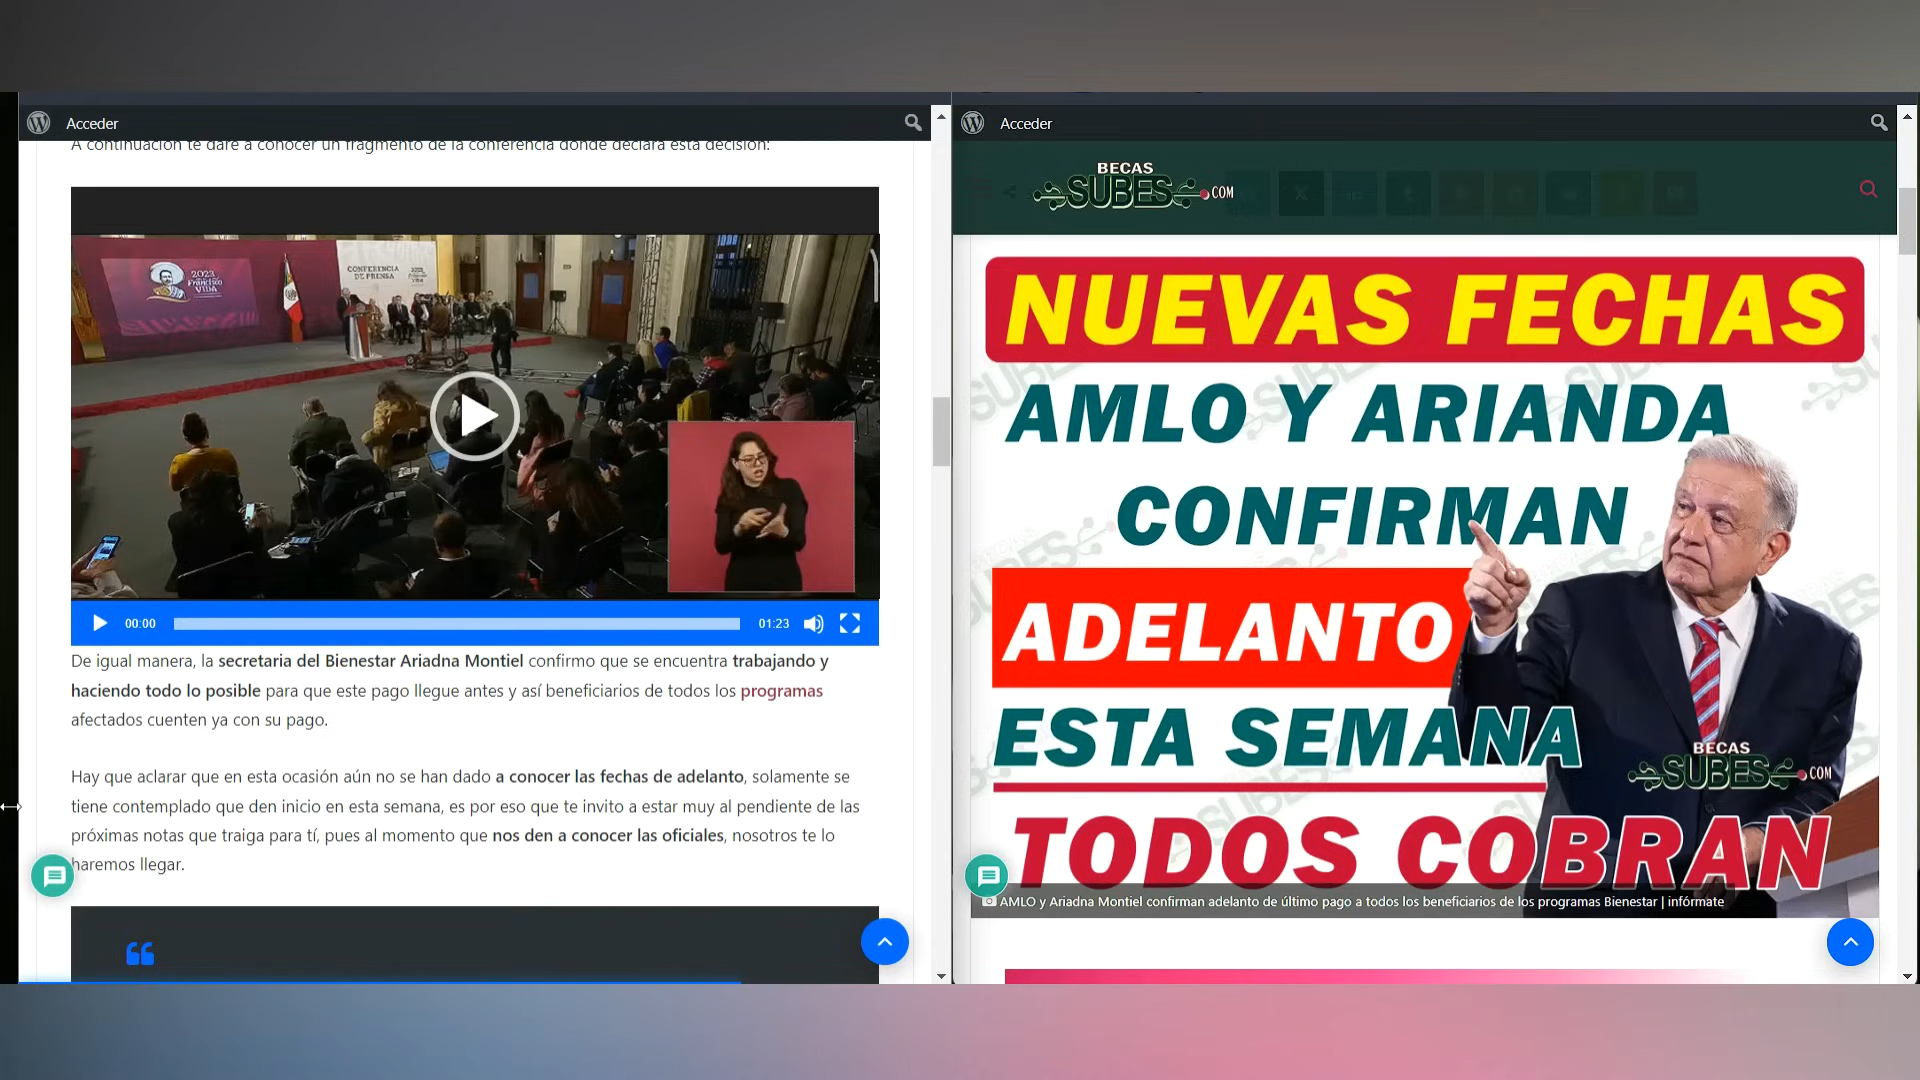 Acceder
A continuación te daré a conocer un fragmento de la conferencia donde declara esta decisión:
2023
Francisco
VILLA
CONFERENCIA
DE PRENSA
00:00
01:23
De igual manera, la secretaria del Bienestar Ariadna Montiel confirmo que se encuentra trabajando y
haciendo todo lo posible para que este pago llegue antes y así beneficiarios de todos los programas
afectados cuenten ya con su pago.
Hay que aclarar que en esta ocasión aún no se han dado a conocer las fechas de adelanto, solamente se
tiene contemplado que den inicio en esta semana, es por eso que te invito a estar muy al pendiente de las
próximas notas que traiga para tí, pues al momento que nos den a conocer las oficiales, nosotros te lo
haremos llegar.
Acceder
BECAS
SUBES .COM
NUEVAS FECHAS
AMLO Y ARIANDA
CONFIRMAN
ADELANTO
ESTA SEMANA
BECAS
SUBES .COM
TODOS COBRAN
AMLO y Ariadna Montiel confirman adelanto de último pago a todos los beneficiarios de los programas Bienestar | infórmate